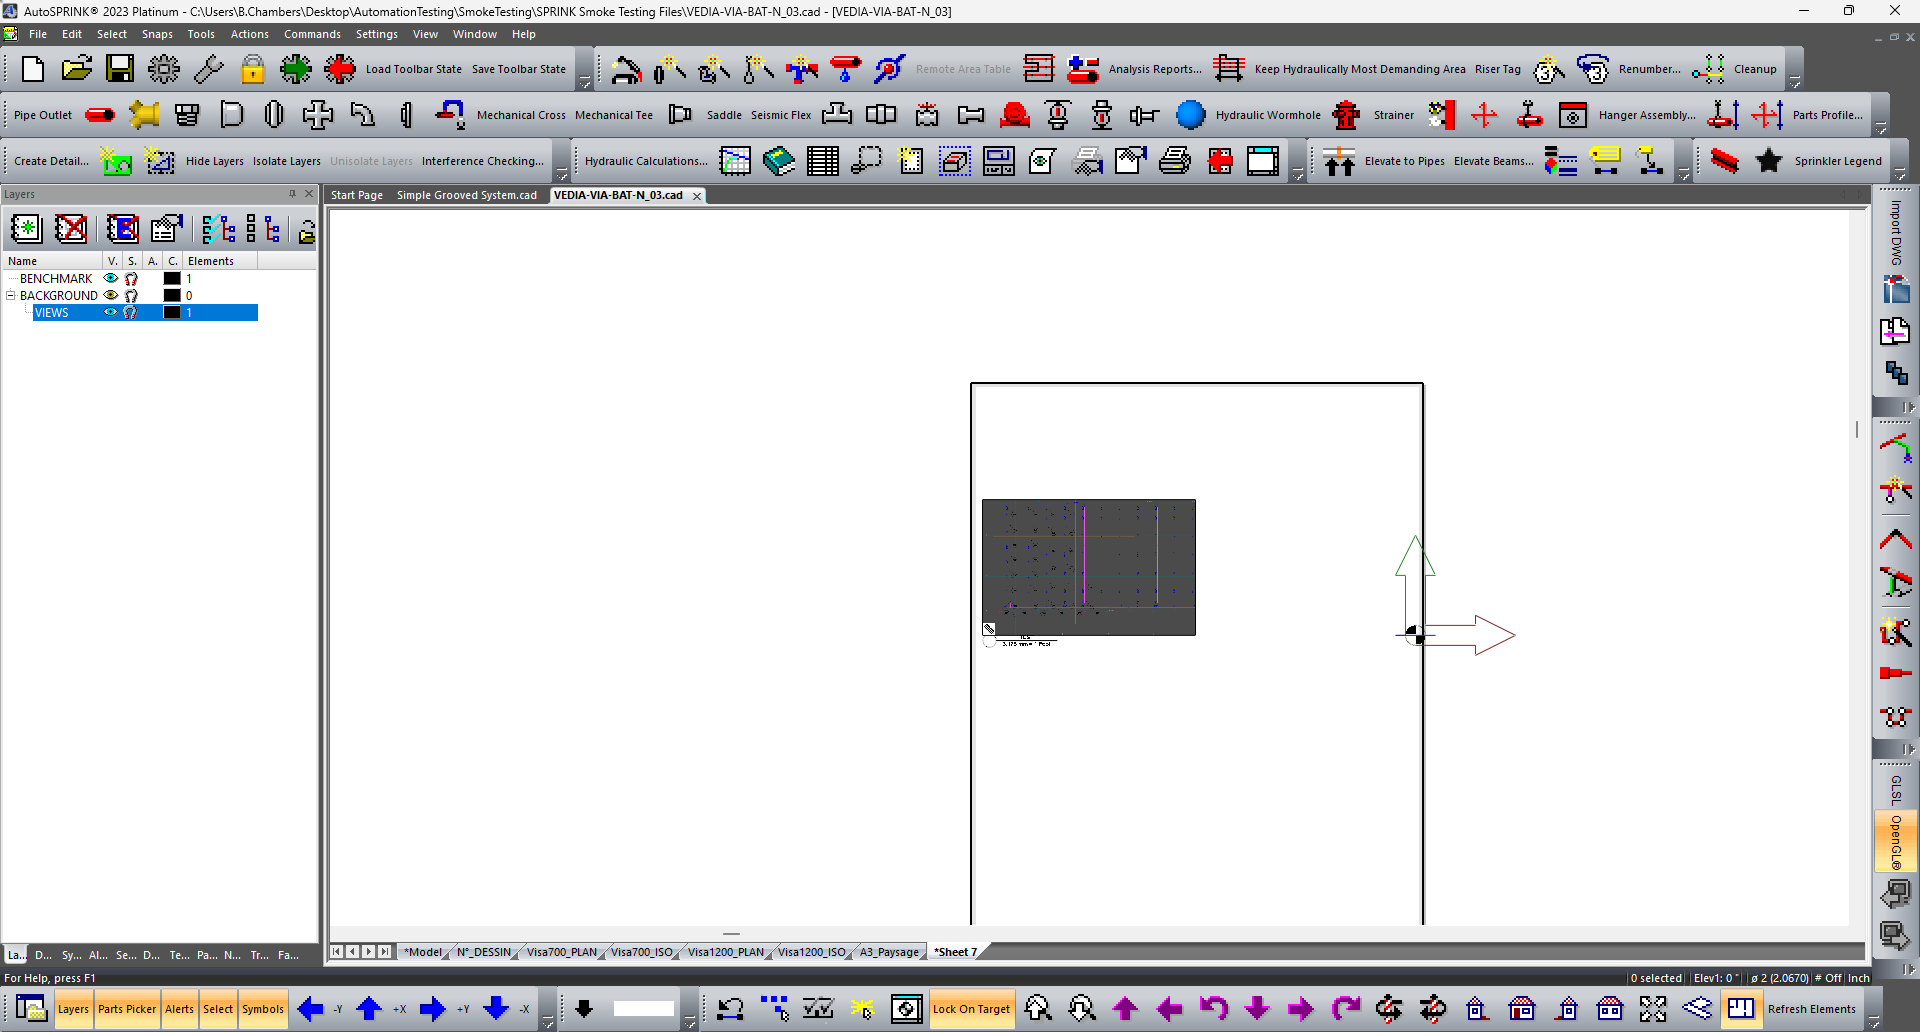 AutoSPRINK® 2023 Platinum - C:\Users\B.Chambers\Desktop\AutomationTesting\SmokeTesting\SPRINK Smoke Testing Files\VEDIA-VIA-BAT-N_03.cad - [VEDIA-VIA-BAT-N_03]
File Edit Select Snaps Tools Actions Commands Settings View Window Help
Load Toolbar State Save Toolbar State Remote Area Table Analysis Reports... Keep Hydraulically Most Demanding Area Riser Tag Renumber... Cleanup
Pipe Outlet Mechanical Cross Mechanical Tee Saddle Seismic Flex Hydraulic Wormhole Strainer Hanger Assembly... Parts Profile...
Create Detail... Hide Layers Isolate Layers Unisolate Layers Interference Checking... Hydraulic Calculations... Elevate to Pipes Elevate Beams... Sprinkler Legend
Layers
Start Page Simple Grooved System.cad VEDIA-VIA-BAT-N_03.cad
Name V. S. A. C. Elements
BENCHMARK 1
BACKGROUND 0
VIEWS 1
Import DWG
GLSL
OpenGL®
3.175 mm = 1 Foot
La... D... Sy... Al... Se... D... Te... Pa... N... Tr... Fa...
*Model N°_DESSIN Visa700_PLAN Visa700_ISO Visa1200_PLAN Visa1200_ISO A3_Paysage *Sheet 7
For Help, press F1
0 selected Elev1: 0" ø 2 (2.0670) # Off Inch
Layers Parts Picker Alerts Select Symbols -Y +X +Y -X Lock On Target Refresh Elements